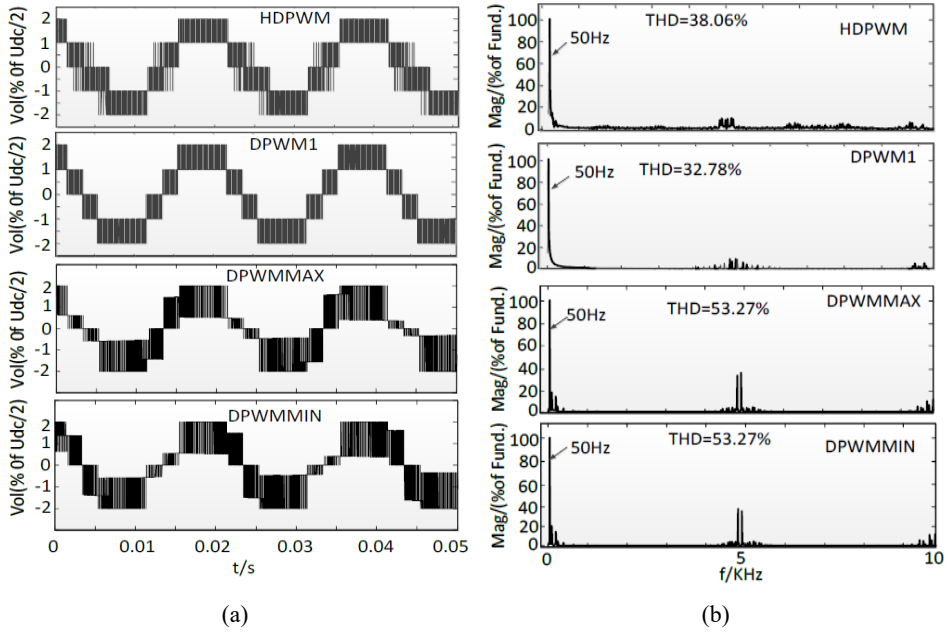 (a)
HDPWM
Vol(% 0f Udc/2)
2
1
0
-1
-2
DPWM1
Vol(% 0f Udc/2)
2
1
0
-1
-2
DPWMMAX
Vol(% 0f Udc/2)
2
1
0
-1
-2
DPWMMIN
Vol(% 0f Udc/2)
2
1
0
-1
-2
0 0.01 0.02 0.03 0.04 0.05
t/s
(a)
(b)
THD=38.06%
HDPWM
50Hz
Mag/(%of Fund.)
100
80
60
40
20
0
DPWM1
THD=32.78%
50Hz
Mag/(%of Fund.)
100
80
60
40
20
0
DPWMMAX
THD=53.27%
50Hz
Mag/(%of Fund.)
100
80
60
40
20
0
THD=53.27%
DPWMMIN
50Hz
Mag/(%of Fund.)
100
80
60
40
20
0
0 5 10
f/KHz
(b)